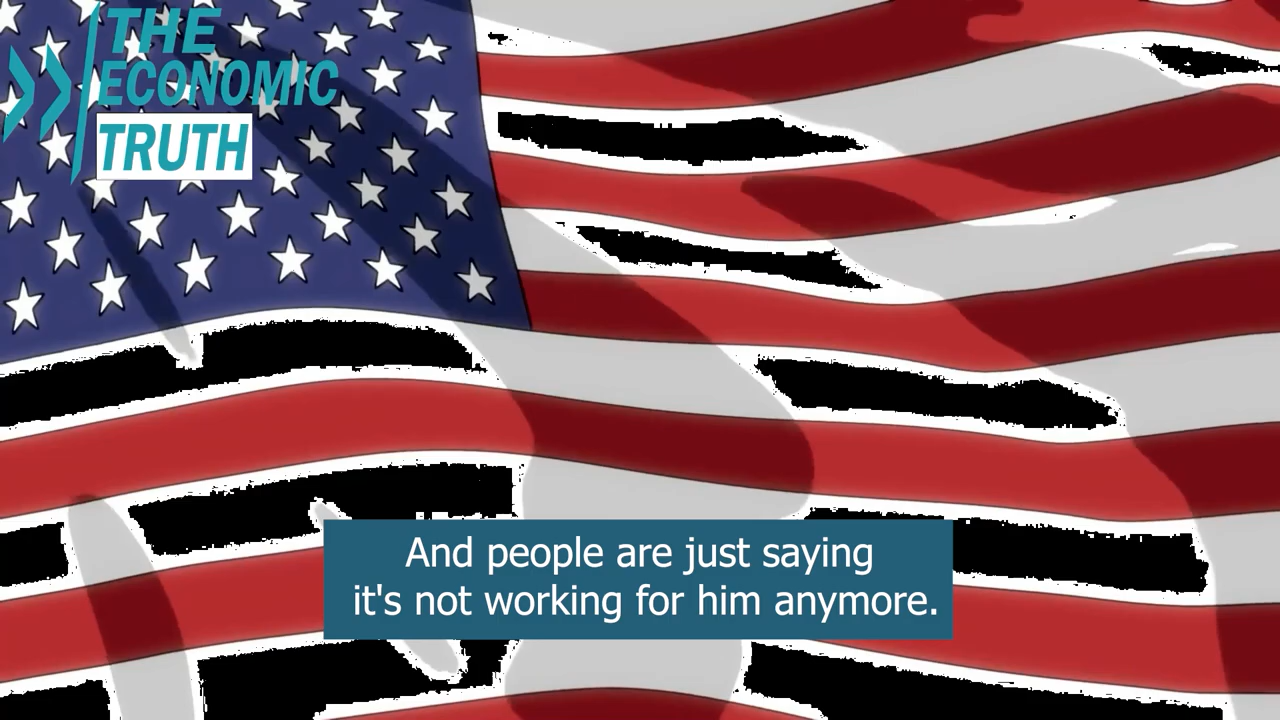 THE
ECONOMIC
TRUTH
And people are just saying
it's not working for him anymore.